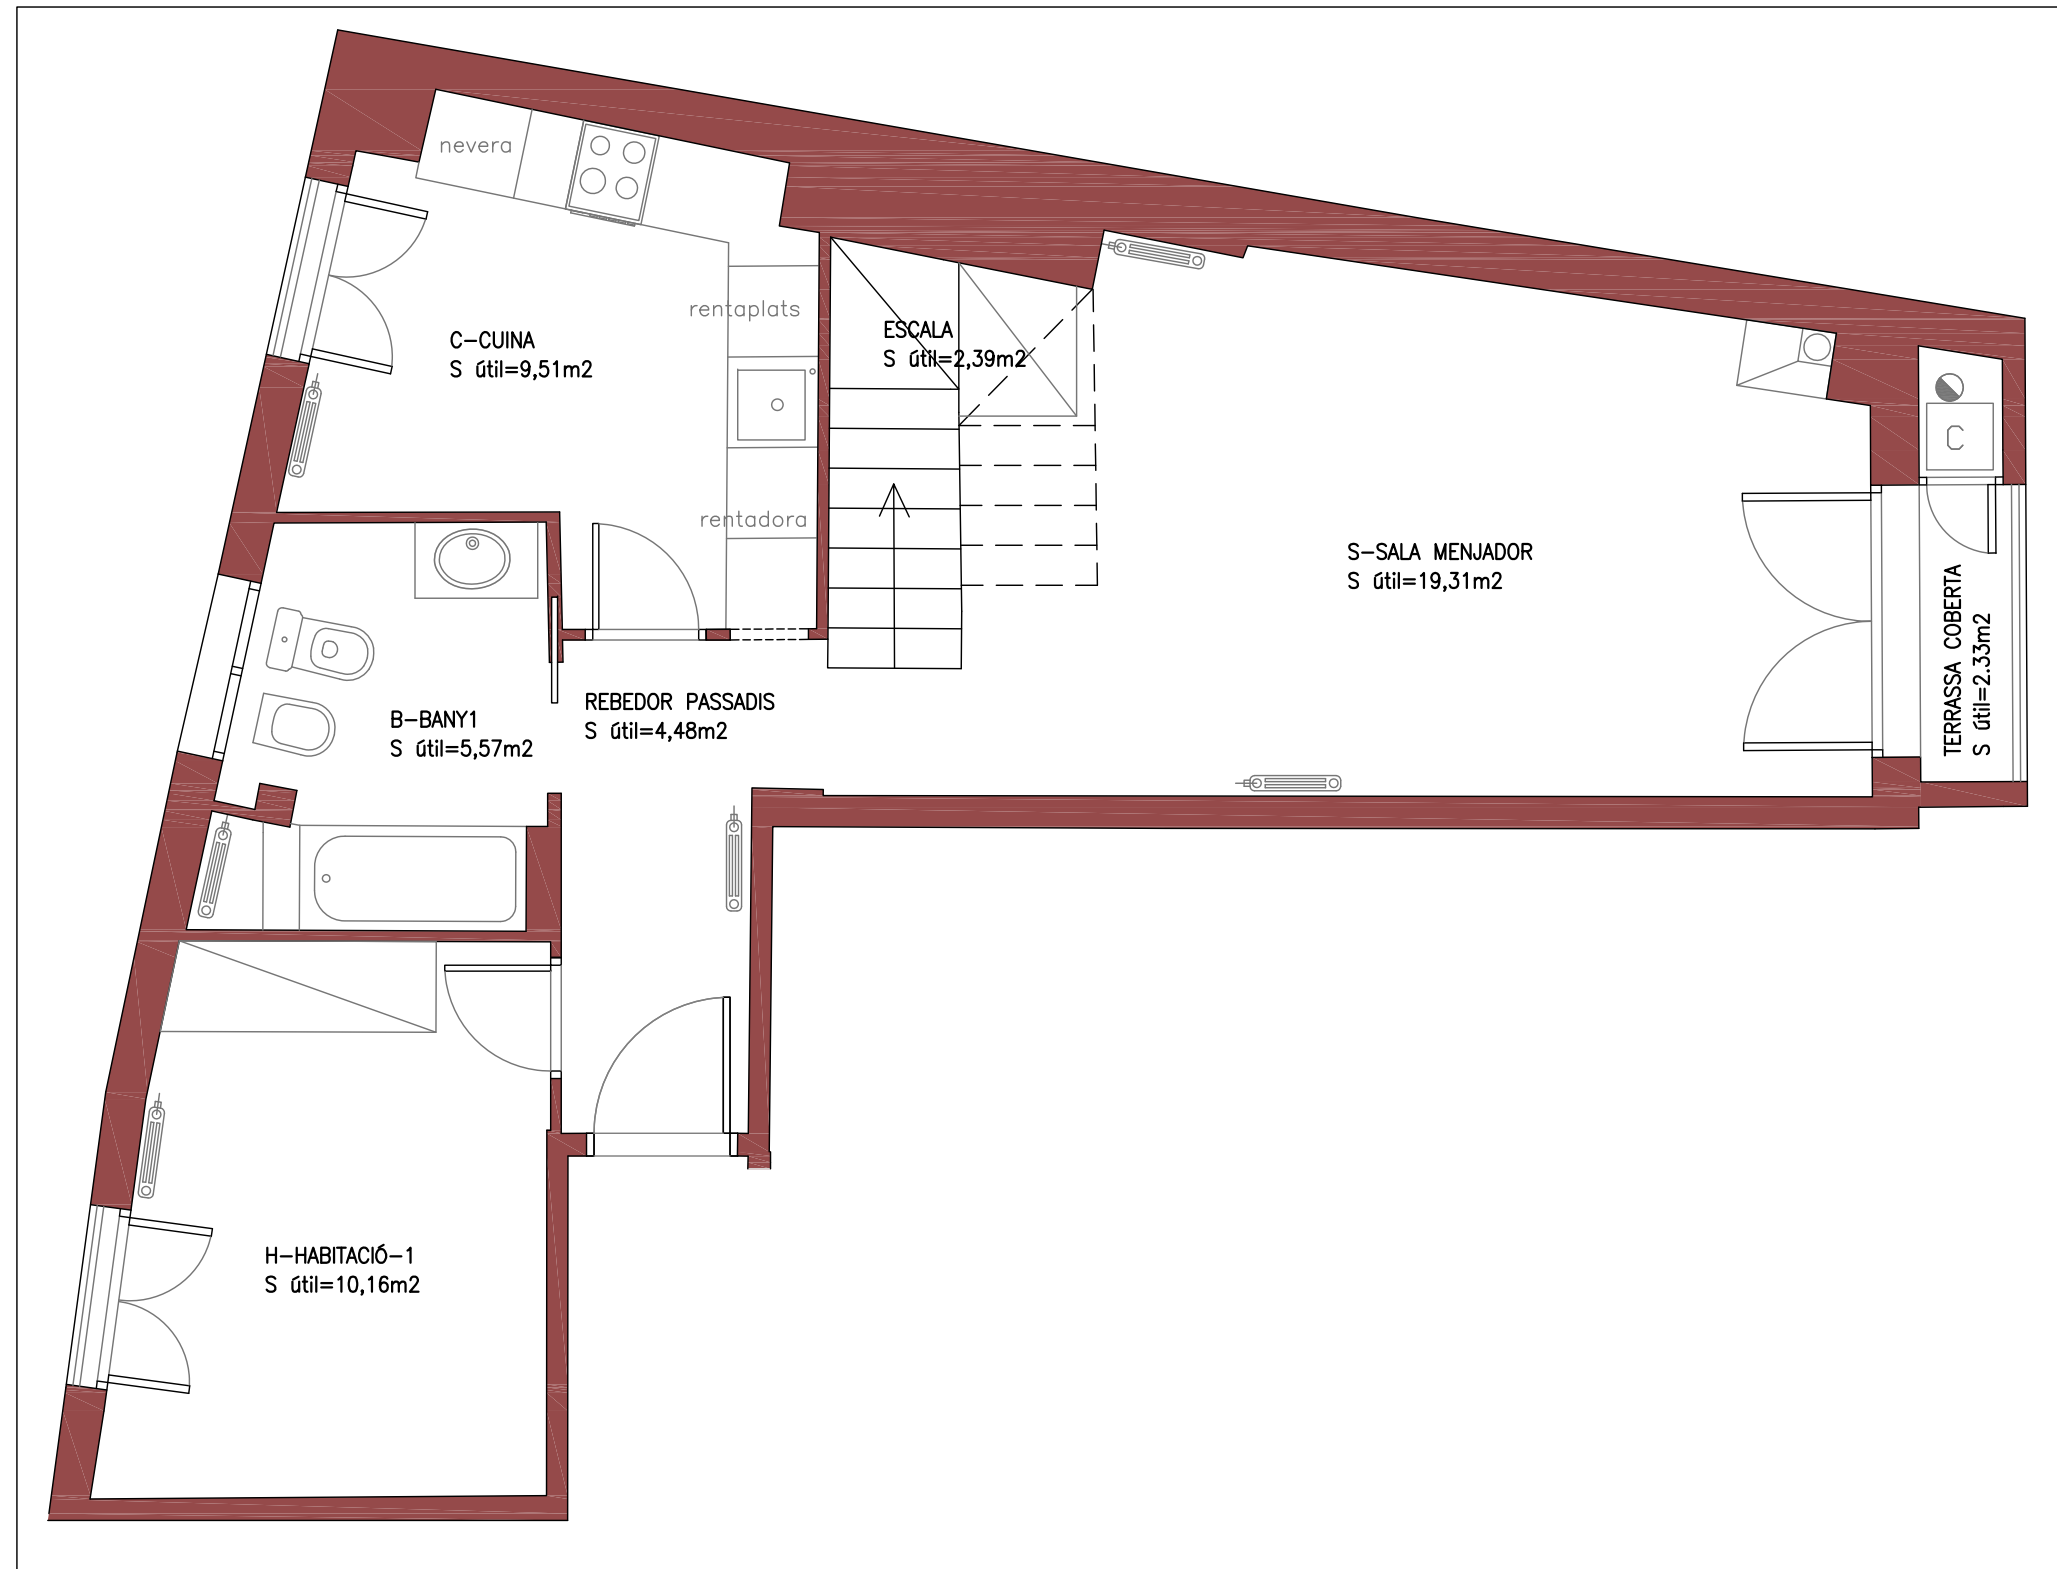 nevera
C-CUINA
S útil=9,51m2
rentaplats
ESCALA
S útil=2,39m2
C
rentadora
S-SALA MENJADOR
S útil=19,31m2
TERRASSA COBERTA
S útil=2.33m2
B-BANY1
S útil=5,57m2
REBEDOR PASSADIS
S útil=4,48m2
H-HABITACIÓ-1
S útil=10,16m2